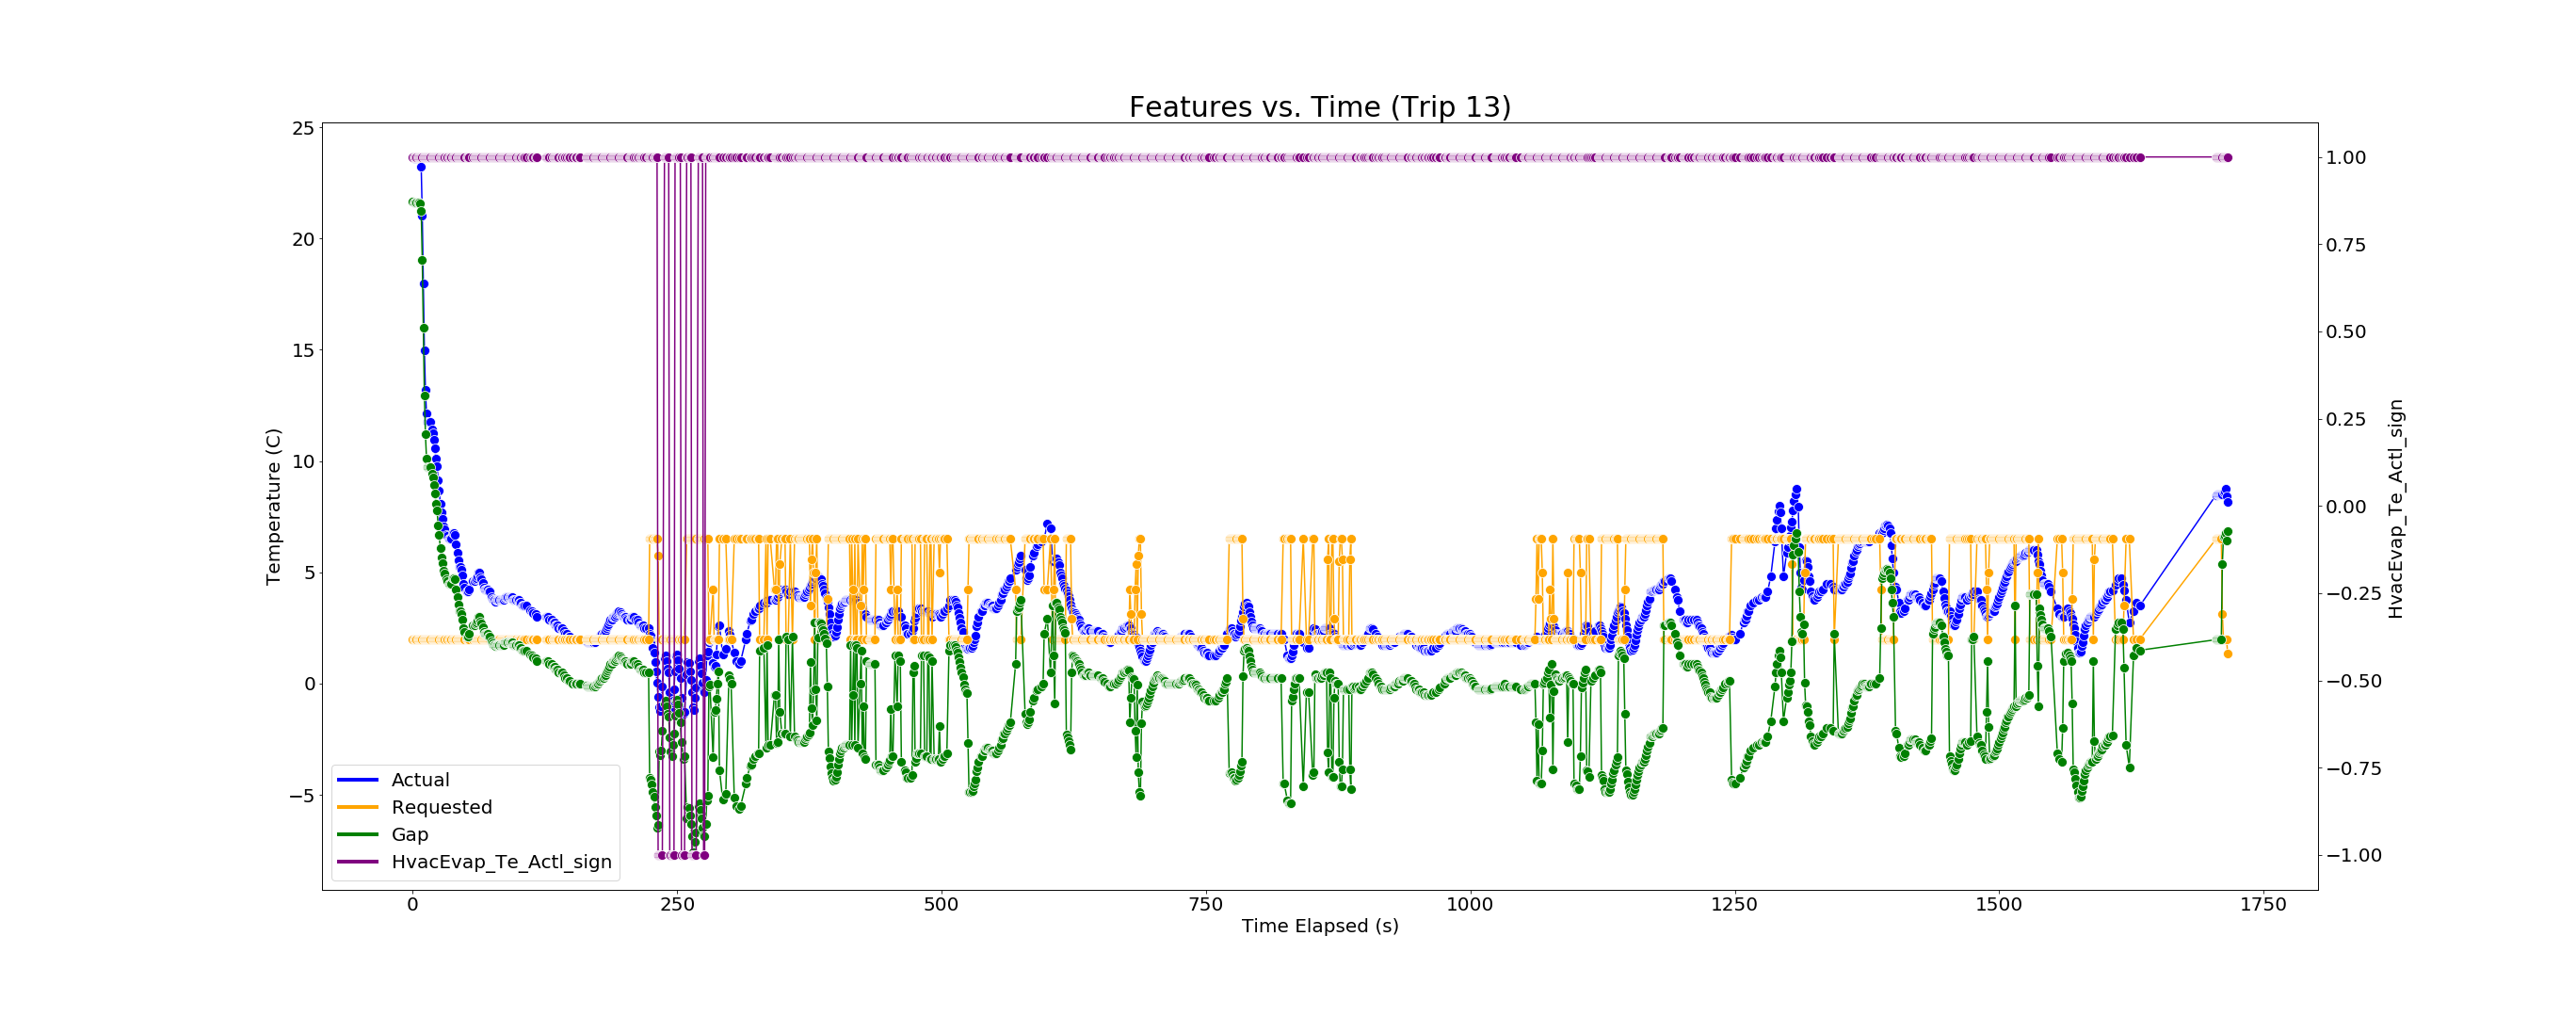 Features vs. Time (Trip 13)
25
20
15
10
5
0
−5
Temperature (C)
1.00
0.75
0.50
0.25
0.00
−0.25
−0.50
−0.75
−1.00
HvacEvap_Te_Actl_sign
Actual
Requested
Gap
HvacEvap_Te_Actl_sign
0 250 500 750 1000 1250 1500 1750
Time Elapsed (s)